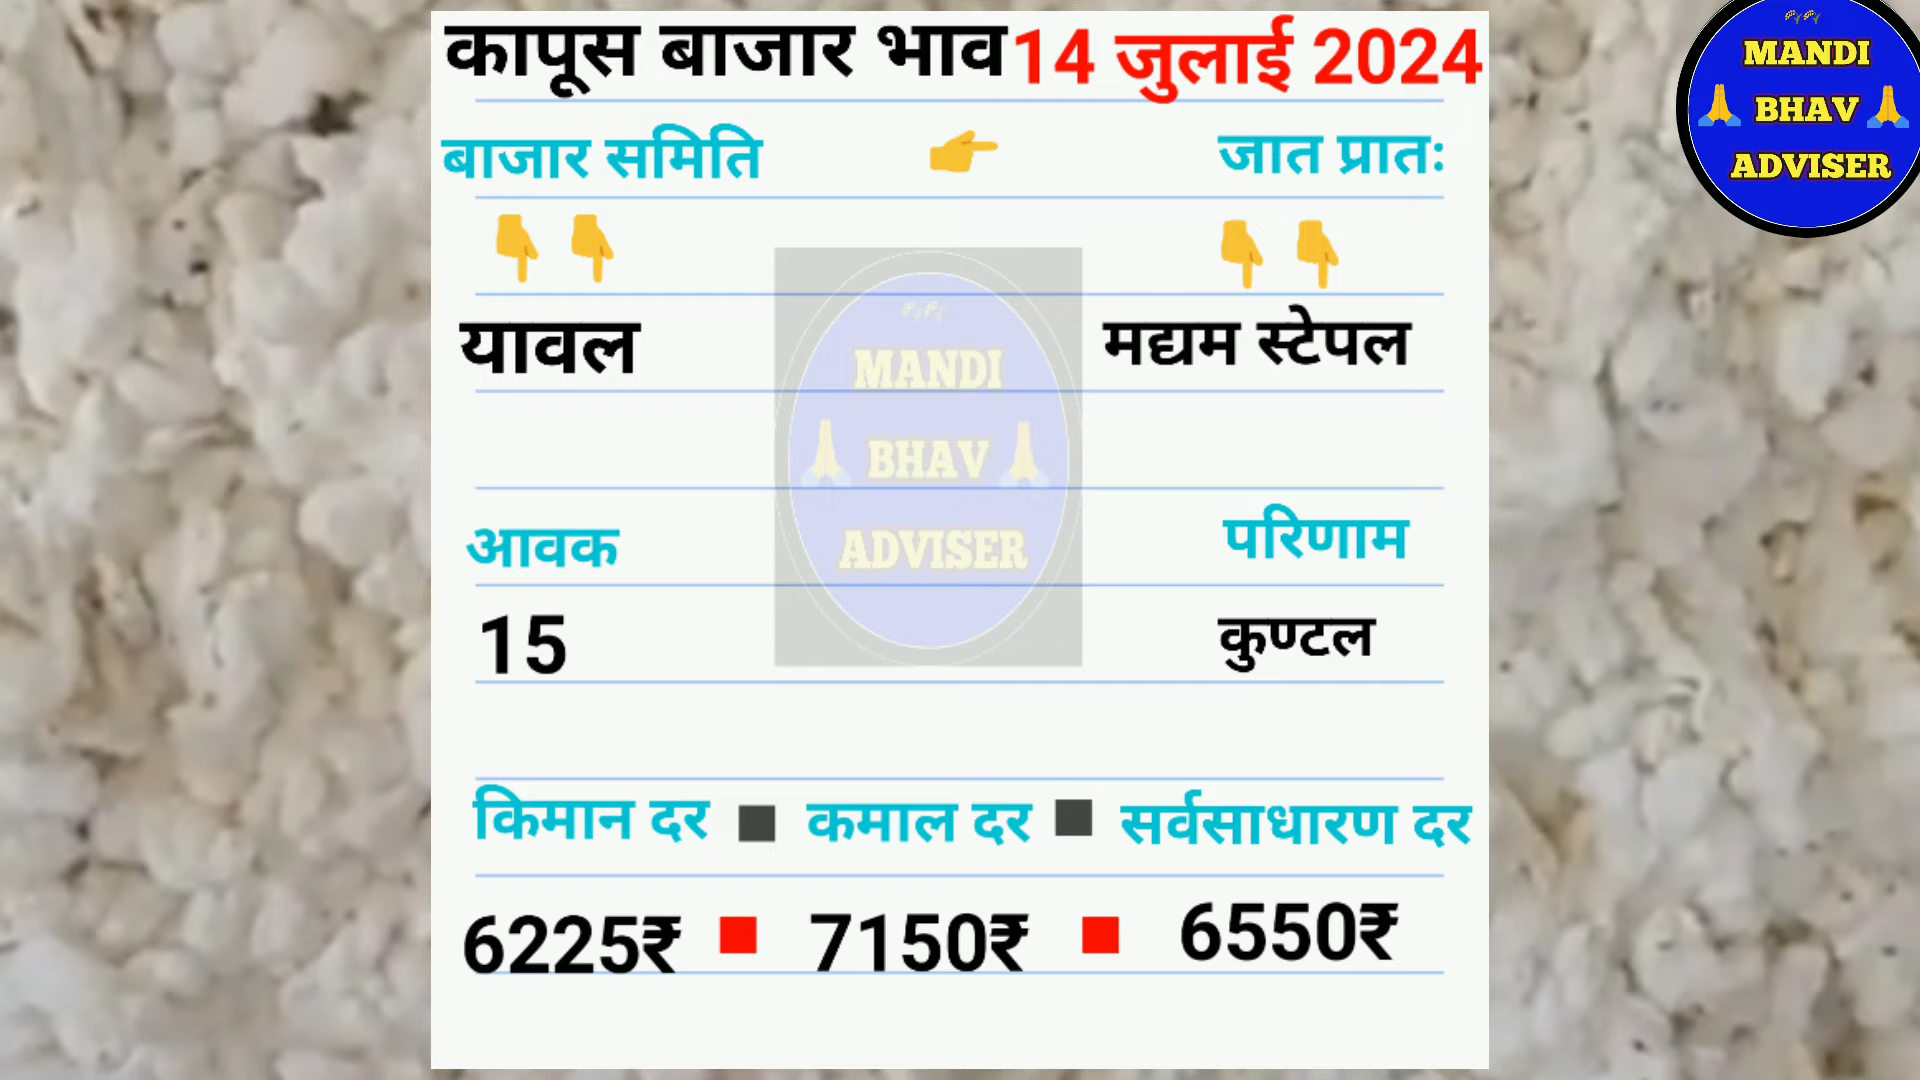 कापूस बाजार भाव 14 जुलाई 2024
बाजार समिति 👉 जात प्रातः
👇 👇 👇 👇
यावल मद्यम स्टेपल
आवक परिणाम
15 कुण्टल
किमान दर ◼ कमाल दर ◼ सर्वसाधारण दर
6225₹ 🟥 7150₹ 🟥 6550₹
MANDI
BHAV
ADVISER
MANDI
🙏 BHAV 🙏
ADVISER